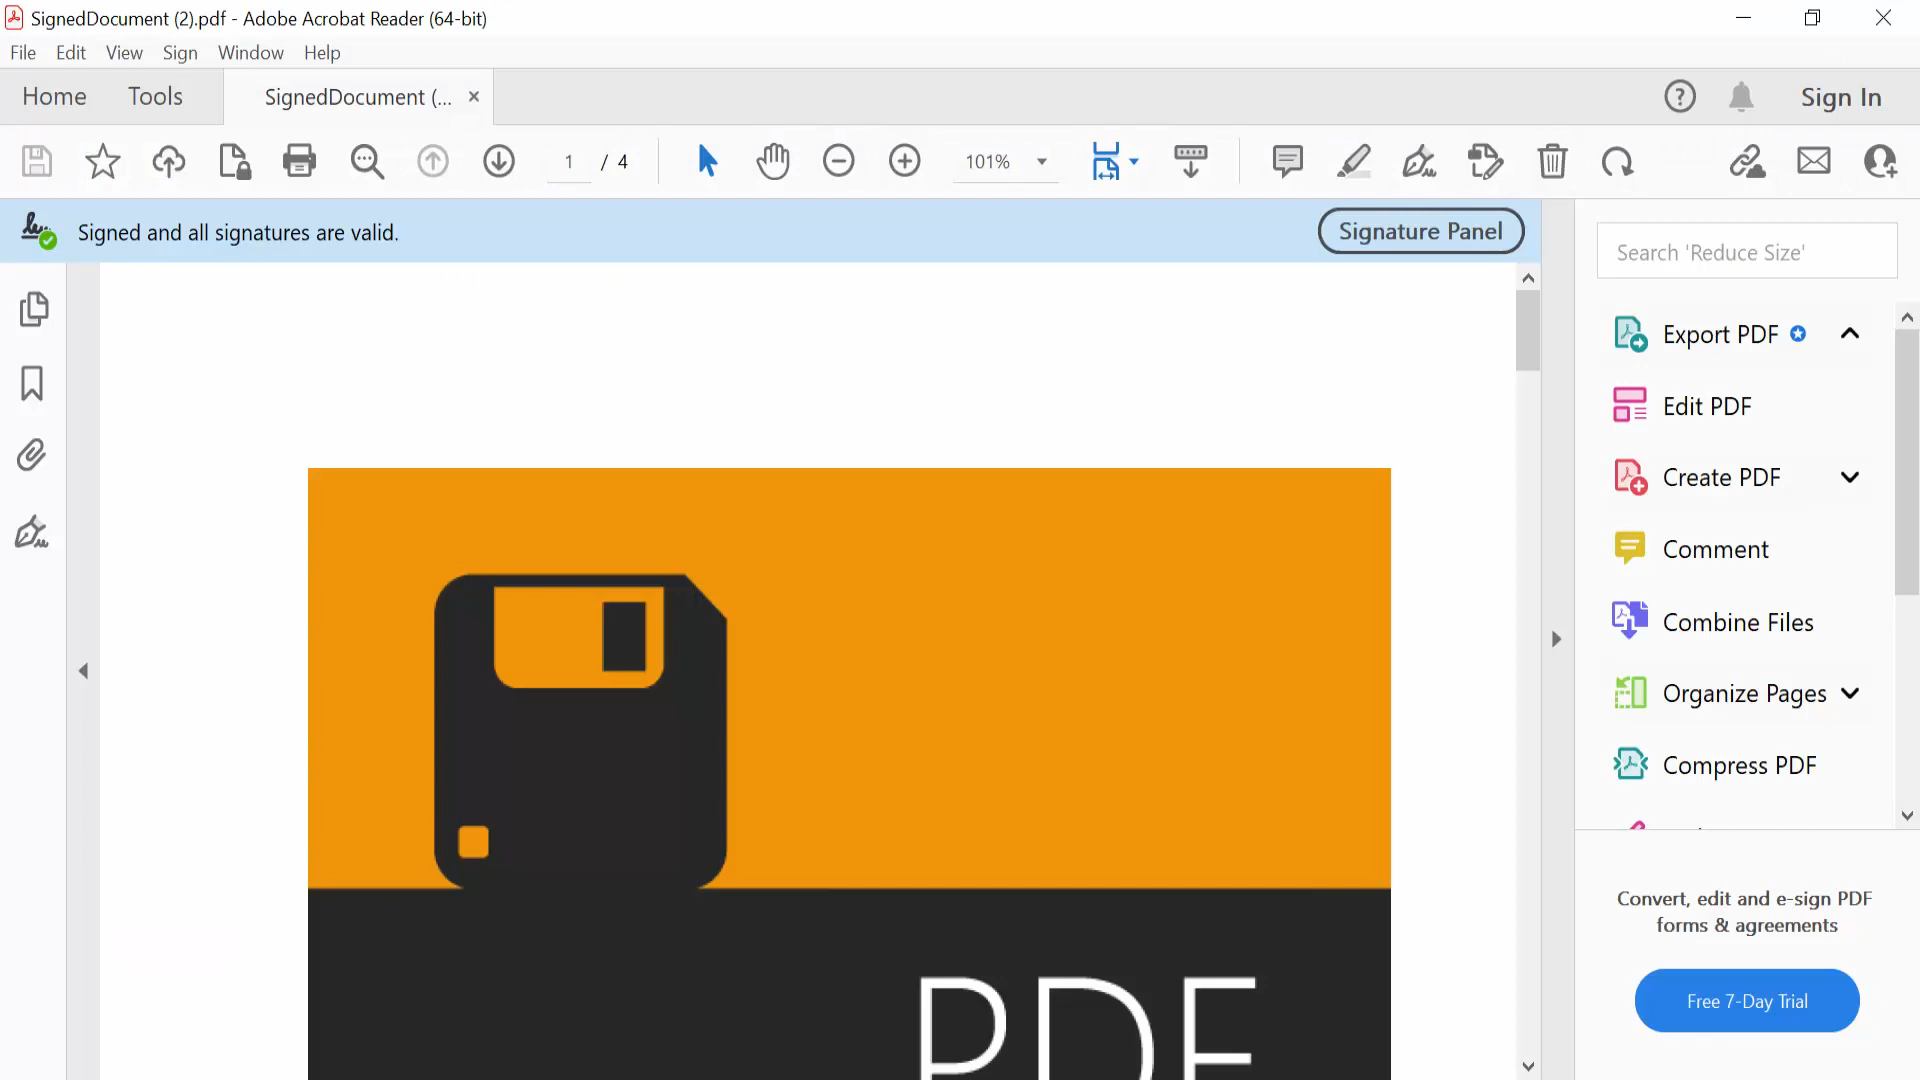 SignedDocument (2).pdf - Adobe Acrobat Reader (64-bit)
File Edit View Sign Window Help
Home Tools SignedDocument (... Sign In
1 / 4 101%
Signed and all signatures are valid. Signature Panel
Search 'Reduce Size'
Export PDF
Edit PDF
Create PDF
Comment
Combine Files
Organize Pages
Compress PDF
Convert, edit and e-sign PDF
forms & agreements
Free 7-Day Trial
PDF